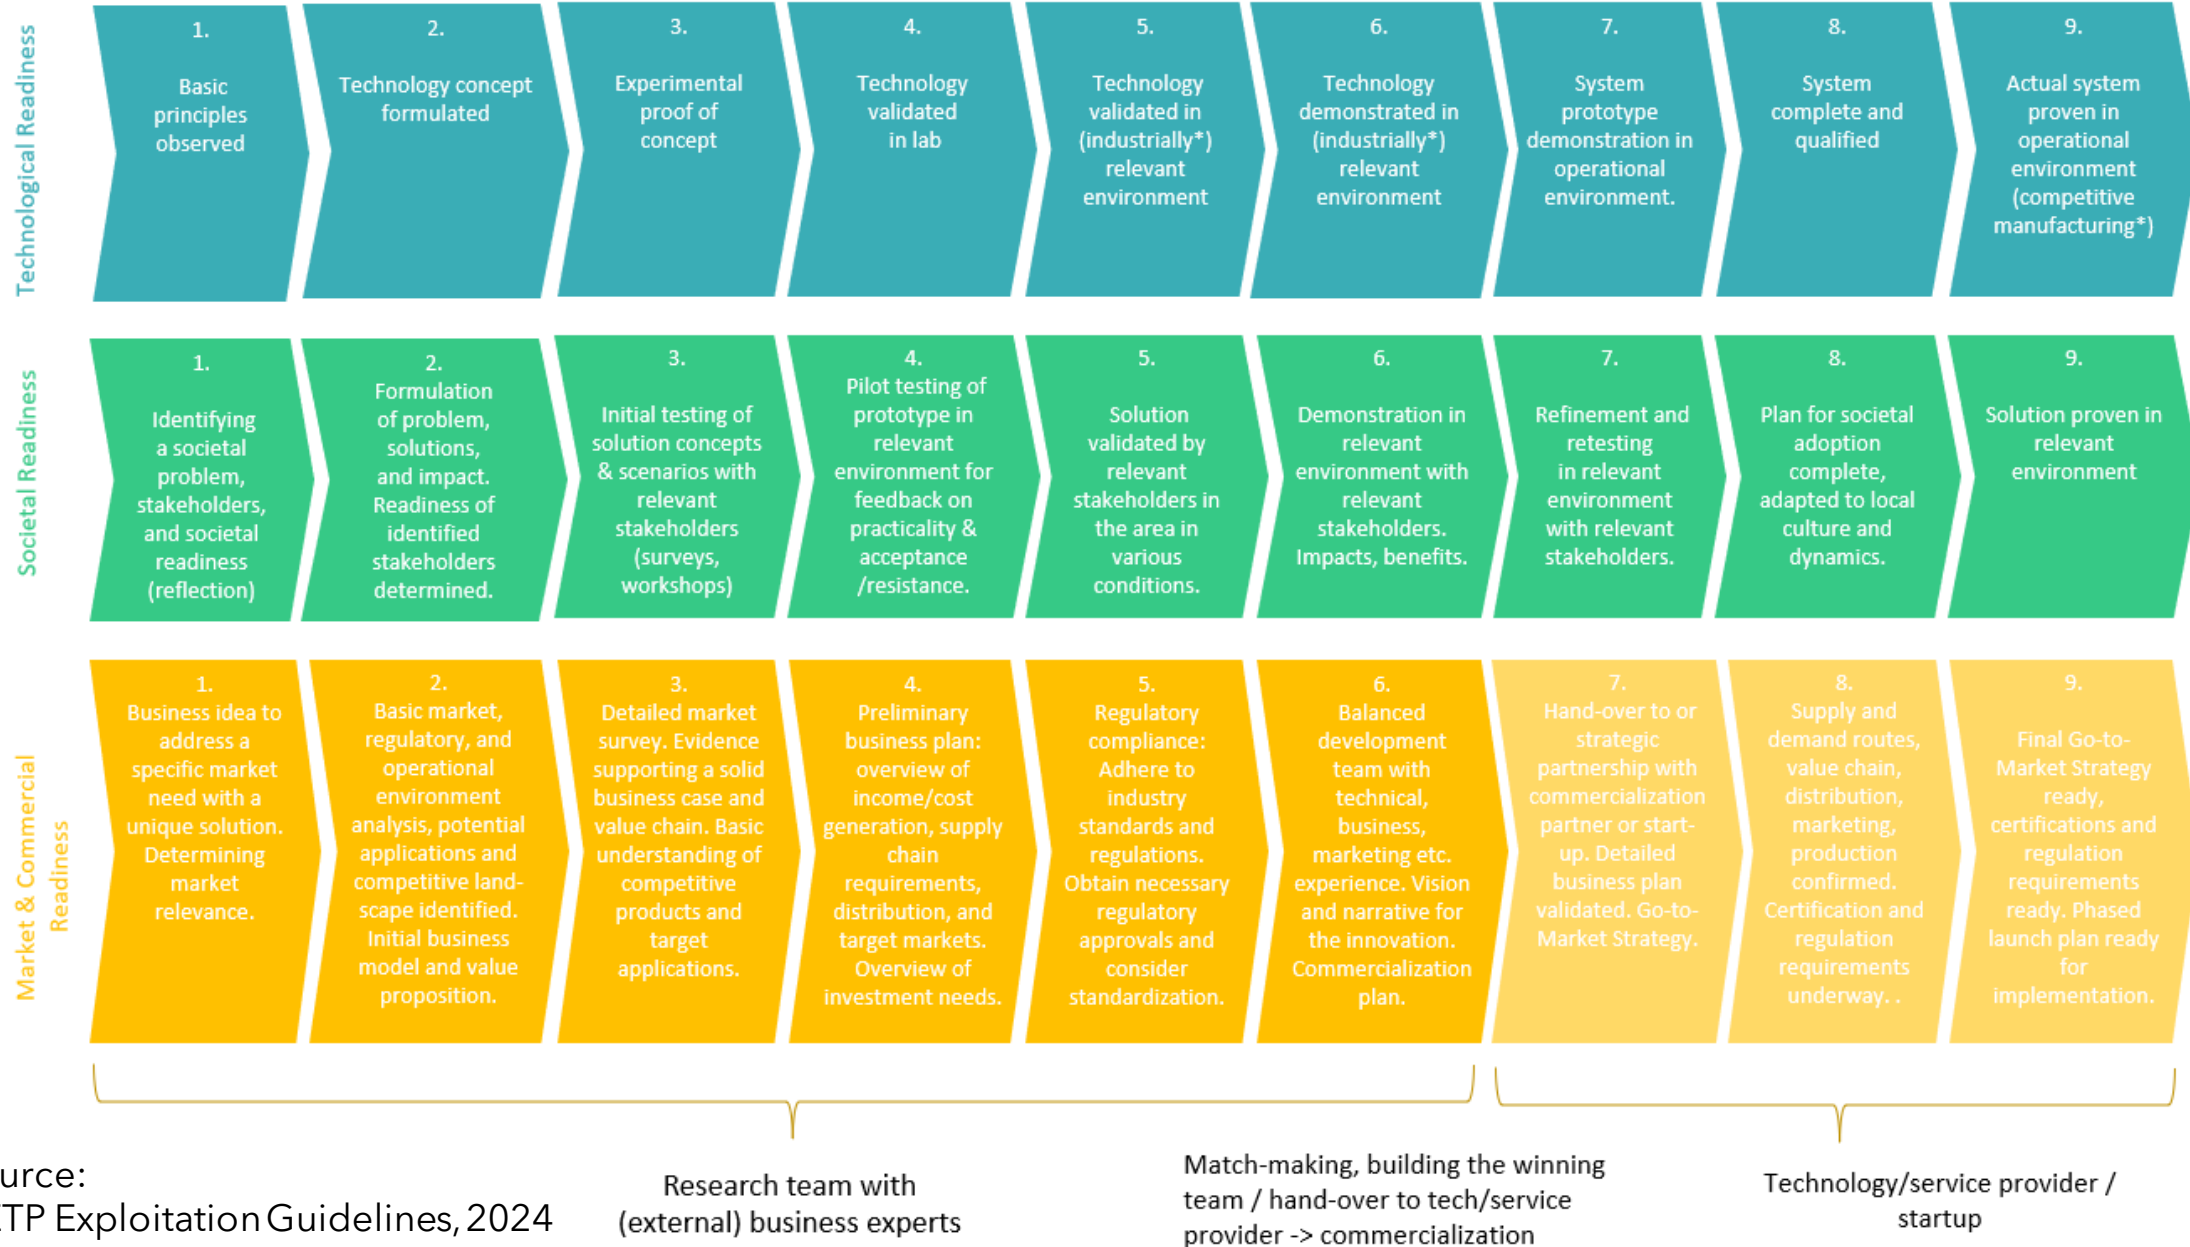 Technological Readiness
1.
Basic
principles
observed
2.
Technology concept
formulated
3.
Experimental
proof of
concept
4.
Technology
validated
in lab
5.
Technology
validated in
(industrially*)
relevant
environment
6.
Technology
demonstrated in
(industrially*)
relevant
environment
7.
System
prototype
demonstration in
operational
environment.
8.
System
complete and
qualified
9.
Actual system
proven in
operational
environment
(competitive
manufacturing*)
Societal Readiness
1.
Identifying
a societal
problem,
stakeholders,
and societal
readiness
(reflection)
2.
Formulation
of problem,
solutions,
and impact.
Readiness of
identified
stakeholders
determined.
3.
Initial testing of
solution concepts
& scenarios with
relevant
stakeholders
(surveys,
workshops)
4.
Pilot testing of
prototype in
relevant
environment for
feedback on
practicality &
acceptance
/resistance.
5.
Solution
validated by
relevant
stakeholders in
the area in
various
conditions.
6.
Demonstration in
relevant
environment with
relevant
stakeholders.
Impacts, benefits.
7.
Refinement and
retesting
in relevant
environment
with relevant
stakeholders.
8.
Plan for societal
adoption
complete,
adapted to local
culture and
dynamics.
9.
Solution proven in
relevant
environment
Market & Commercial
Readiness
1.
Business idea to
address a
specific market
need with a
unique solution.
Determining
market
relevance.
2.
Basic market,
regulatory, and
operational
environment
analysis, potential
applications and
competitive land-
scape identified.
Initial business
model and value
proposition.
3.
Detailed market
survey. Evidence
supporting a solid
business case and
value chain. Basic
understanding of
competitive
products and
target
applications.
4.
Preliminary
business plan:
overview of
income/cost
generation, supply
chain
requirements,
distribution, and
target markets.
Overview of
investment needs.
5.
Regulatory
compliance:
Adhere to
industry
standards and
regulations.
Obtain necessary
regulatory
approvals and
consider
standardization.
6.
Balanced
development
team with
technical,
business,
marketing etc.
experience. Vision
and narrative for
the innovation.
Commercialization
plan.
7.
Hand-over to or
strategic
partnership with
commercialization
partner or start-
up. Detailed
business plan
validated. Go-to-
Market Strategy.
8.
Supply and
demand routes,
value chain,
distribution,
marketing,
production
confirmed.
Certification and
regulation
requirements
underway. .
9.
Final Go-to-
Market Strategy
ready,
certifications and
regulation
requirements
ready. Phased
launch plan ready
for
implementation.
Research team with
(external) business experts
Match-making, building the winning
team / hand-over to tech/service
provider -> commercialization
Technology/service provider /
startup
urce:
TP Exploitation Guidelines, 2024